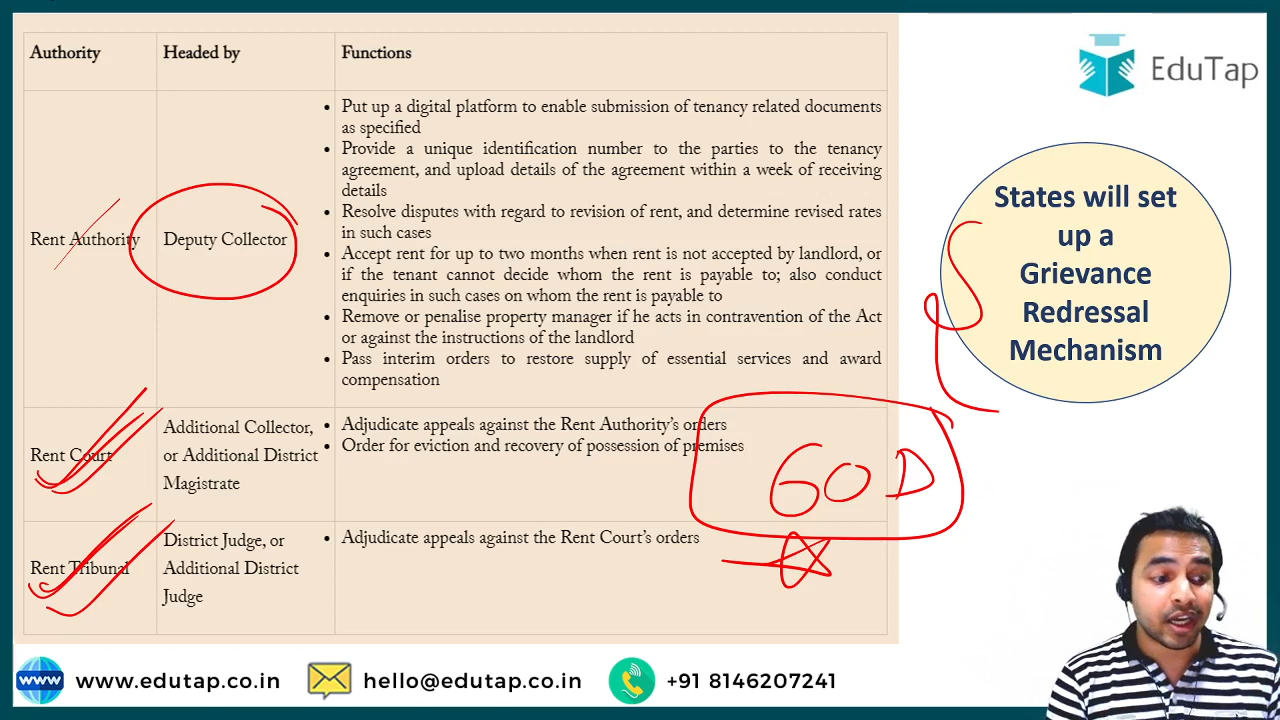 Authority Headed by Functions
Rent Authority
Deputy Collector
• Put up a digital platform to enable submission of tenancy related documents
as specified
• Provide a unique identification number to the parties to the tenancy
agreement, and upload details of the agreement within a week of receiving
details
• Resolve disputes with regard to revision of rent, and determine revised rates
in such cases
• Accept rent for up to two months when rent is not accepted by landlord, or
if the tenant cannot decide whom the rent is payable to; also conduct
enquiries in such cases on whom the rent is payable to
• Remove or penalise property manager if he acts in contravention of the Act
or against the instructions of the landlord
• Pass interim orders to restore supply of essential services and award
compensation
Rent Court
Additional Collector,
or Additional District
Magistrate
• Adjudicate appeals against the Rent Authority's orders
• Order for eviction and recovery of possession of premises
60 D
Rent Tribunal
District Judge, or
Additional District
Judge
• Adjudicate appeals against the Rent Court's orders
EduTap
States will set
up a
Grievance
Redressal
Mechanism
www www.edutap.co.in
hello@edutap.co.in
+91 8146207241